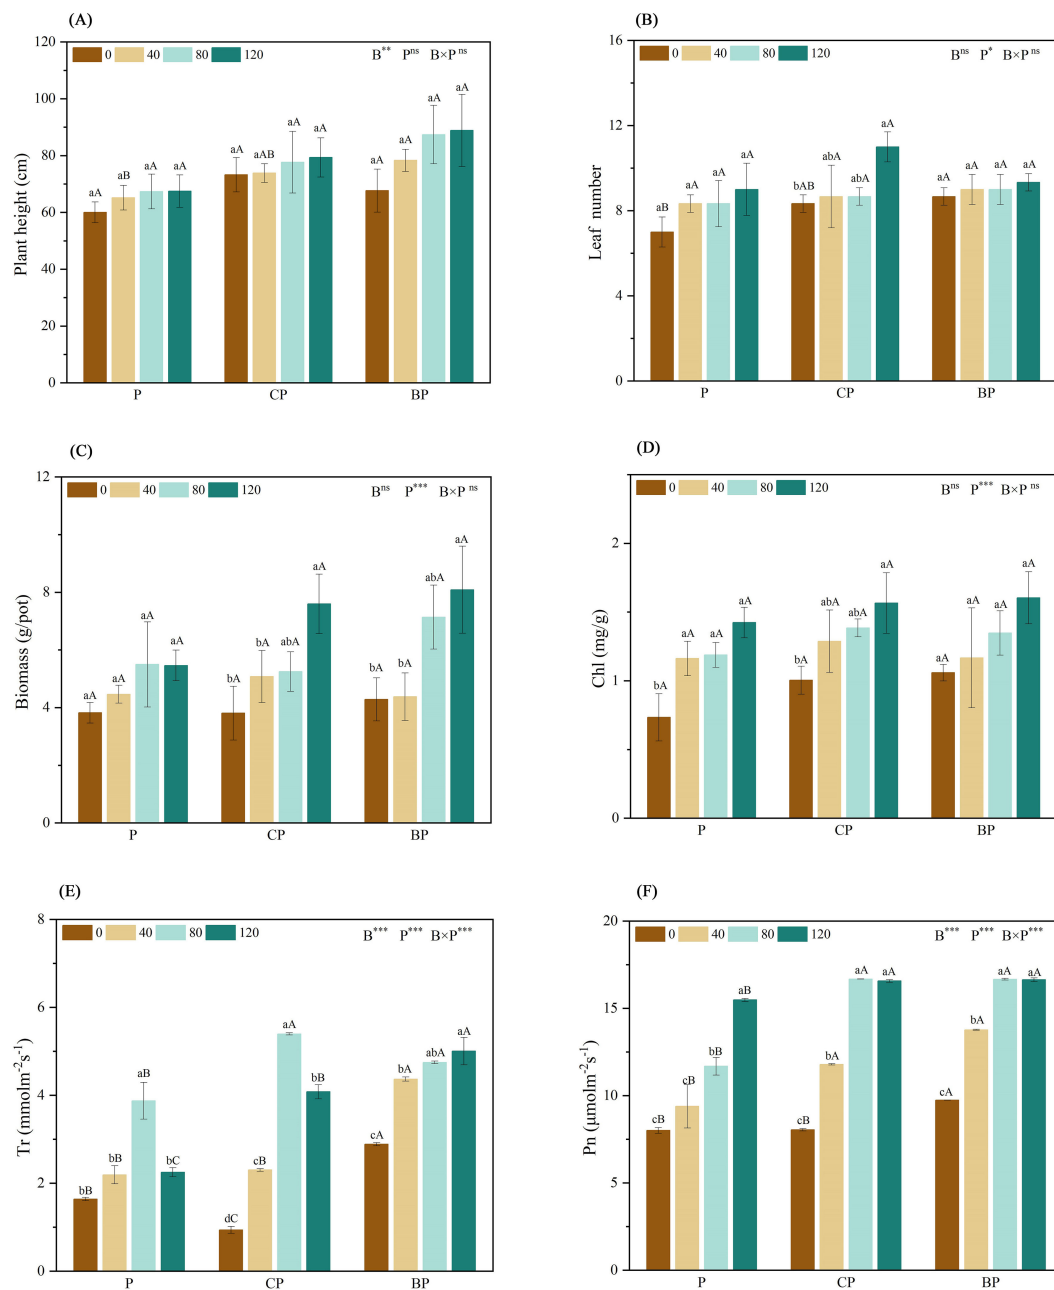 (A)
0 40 80 120 B** Pns B×P ns
Plant height (cm)
120
100
80
60
40
20
0
aA aB aA aA
aA aAB aA aA
aA aA aA aA
P CP BP
(B)
0 40 80 120 Bns P* B×P ns
Leaf number
16
12
8
4
0
aB aA aA aA
bAB abA abA aA
aA aA aA aA
P CP BP
(C)
0 40 80 120 Bns P*** B×P ns
Biomass (g/pot)
12
8
4
0
aA aA aA aA
bA bA abA aA
bA bA abA aA
P CP BP
(D)
0 40 80 120 Bns P*** B×P ns
Chl (mg/g)
2
1
0
bA aA aA aA
bA abA abA aA
aA aA aA aA
P CP BP
(E)
0 40 80 120 B*** P*** B×P***
Tr (mmolm-2s-1)
8
6
4
2
0
bB bB aB bC
dC cB aA bB
cA bA abA aA
P CP BP
(F)
0 40 80 120 B*** P*** B×P***
Pn (μmolm-2s-1)
20
15
10
5
0
cB cB bB aB
cB bA aA aA
cA bA aA aA
P CP BP